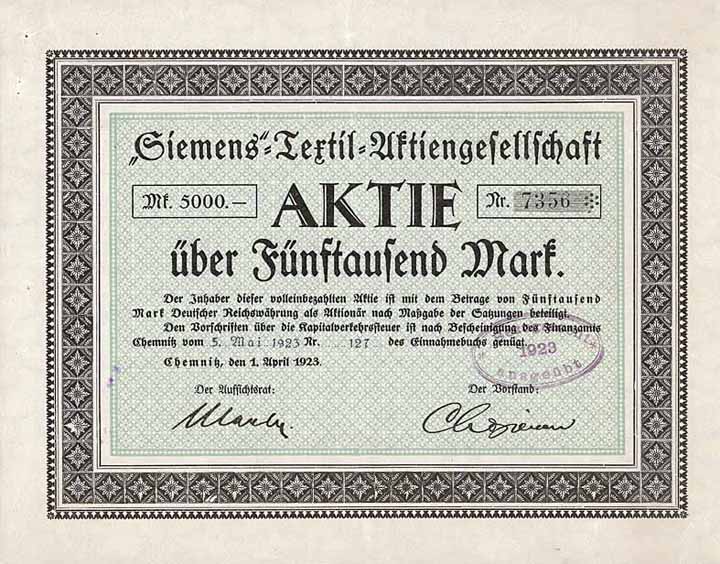 „Siemens“-Textil-Aktiengesellschaft
Mk. 5000.—
AKTIE
Nr. 7356
über Fünftausend Mark.
Der Inhaber dieser volleinbezahlten Aktie ist mit dem Betrage von Fünftausend
Mark Deutscher Reichswährung als Aktionär nach Maßgabe der Satzungen beteiligt.
Den Vorschriften über die Kapitalverkehrssteuer ist nach Bescheinigung des Finanzamts
Chemnitz vom 5. Mai 1923 Nr. 127 des Einnahmebuchs genügt.
Chemnitz, den 1. April 1923.
1923
ausgeübt
Der Aufsichtsrat:
Der Vorstand: